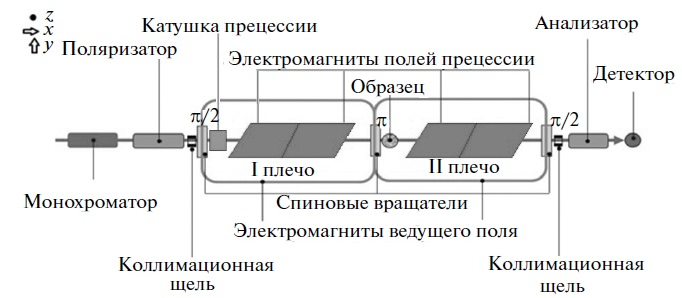 z
x
y
Катушка прецессии
Анализатор
Поляризатор
Электромагниты полей прецессии
Детектор
Образец
π/2
π
π/2
I плечо
II плечо
Монохроматор
Спиновые вращатели
Электромагниты ведущего поля
Коллимационная
щель
Коллимационная
щель